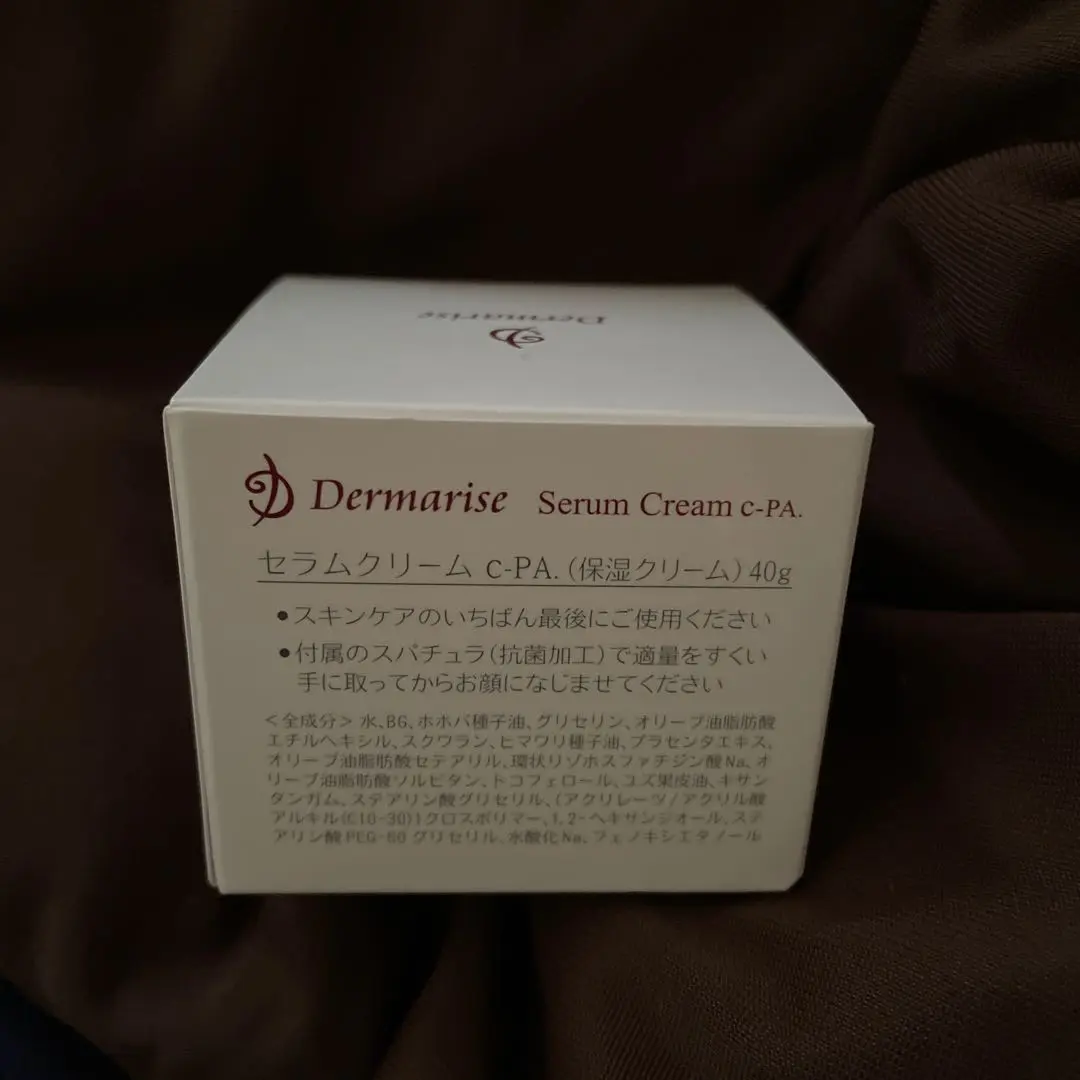 Dermarise
Dermarise Serum Cream c-PA.
セラムクリーム c-PA.(保湿クリーム)40g
●スキンケアのいちばん最後にご使用ください
●付属のスパチュラ(抗菌加工)で適量をすくい
手に取ってからお顔になじませてください
<全成分> 水、BG、ホホバ種子油、グリセリン、オリーブ油脂肪酸
エチルヘキシル、スクワラン、ヒマワリ種子油、プラセンタエキス、
オリーブ油脂肪酸セテアリル、環状リゾホスファチジン酸Na、オ
リーブ油脂肪酸ソルビタン、トコフェロール、ユズ果皮油、キサン
タンガム、ステアリン酸グリセリル、(アクリレーツ/アクリル酸
アルキル(C10-30))クロスポリマー、1,2-ヘキサンジオール、ステ
アリン酸PEG-60 グリセリル、水酸化Na、フェノキシエタノール